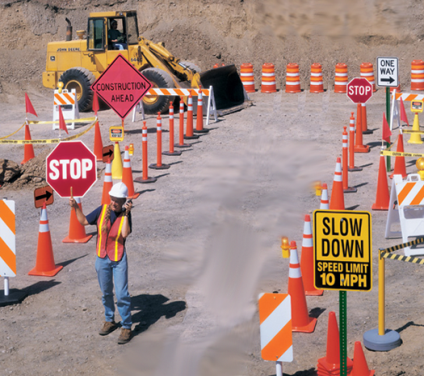 JOHN DEERE
CONSTRUCTION
AHEAD
ONE
WAY
STOP
STOP
SLOW
DOWN
SPEED LIMIT
10 MPH